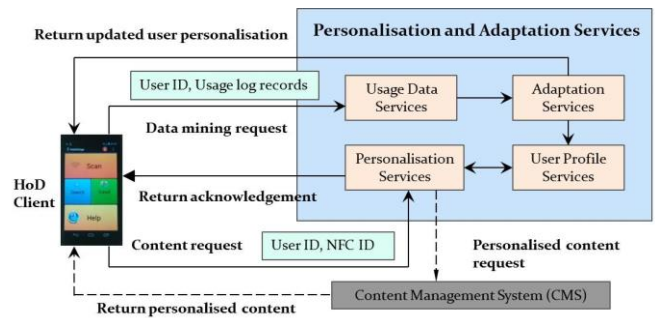 Return updated user personalisation
Personalisation and Adaptation Services
User ID, Usage log records
Usage Data
Services
Adaptation
Services
Data mining request
Personalisation
Services
User Profile
Services
HoD
Client
Scan
Help
Return acknowledgement
Content request
User ID, NFC ID
Personalised content
request
Content Management System (CMS)
Return personalised content